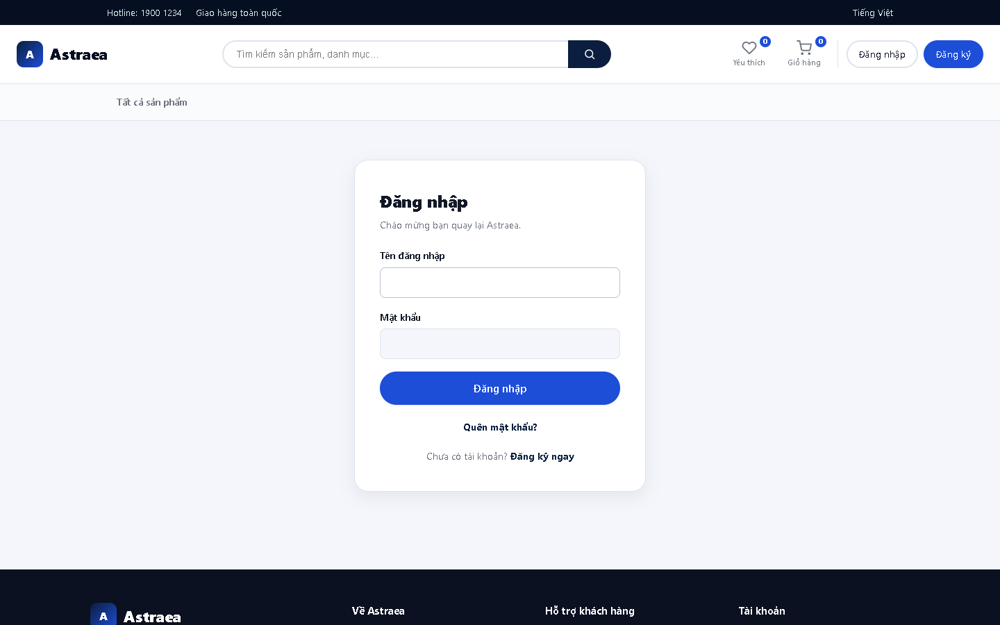 Hotline: 1900 1234 Giao hàng toàn quốc Tiếng Việt
A Astraea
Tìm kiếm sản phẩm, danh mục...
0
Yêu thích
0
Giỏ hàng
Đăng nhập
Đăng ký
Tất cả sản phẩm
Đăng nhập
Chào mừng bạn quay lại Astraea.
Tên đăng nhập
Mật khẩu
Đăng nhập
Quên mật khẩu?
Chưa có tài khoản? Đăng ký ngay
A Astraea
Về Astraea
Hỗ trợ khách hàng
Tài khoản